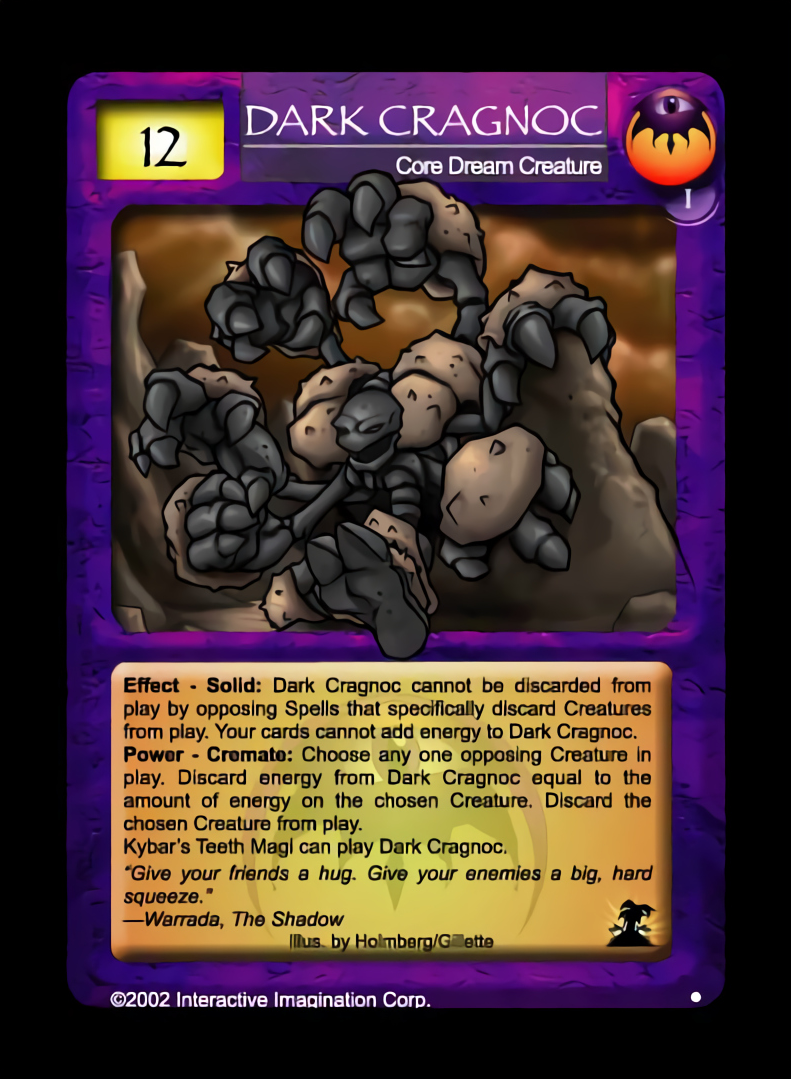 12
DARK CRAGNOC
Core Dream Creature
I
Effect - Solid: Dark Cragnoc cannot be discarded from
play by opposing Spells that specifically discard Creatures
from play. Your cards cannot add energy to Dark Cragnoc.
Power - Cremate: Choose any one opposing Creature in
play. Discard energy from Dark Cragnoc equal to the
amount of energy on the chosen Creature. Discard the
chosen Creature from play.
Kybar's Teeth Magi can play Dark Cragnoc.
"Give your friends a hug. Give your enemies a big, hard
squeeze."
—Warrada, The Shadow
Illus. by Holmberg/Gillette
©2002 Interactive Imagination Corp.